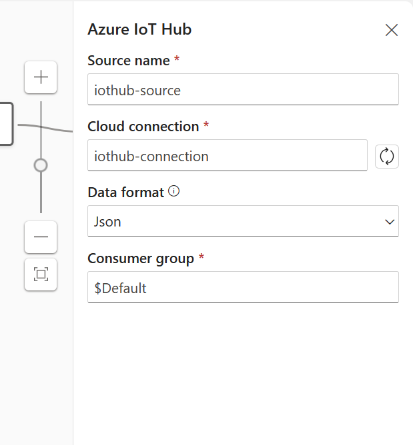 Azure IoT Hub
Source name *
iothub-source
Cloud connection *
iothub-connection
Data format
Json
Consumer group *
$Default